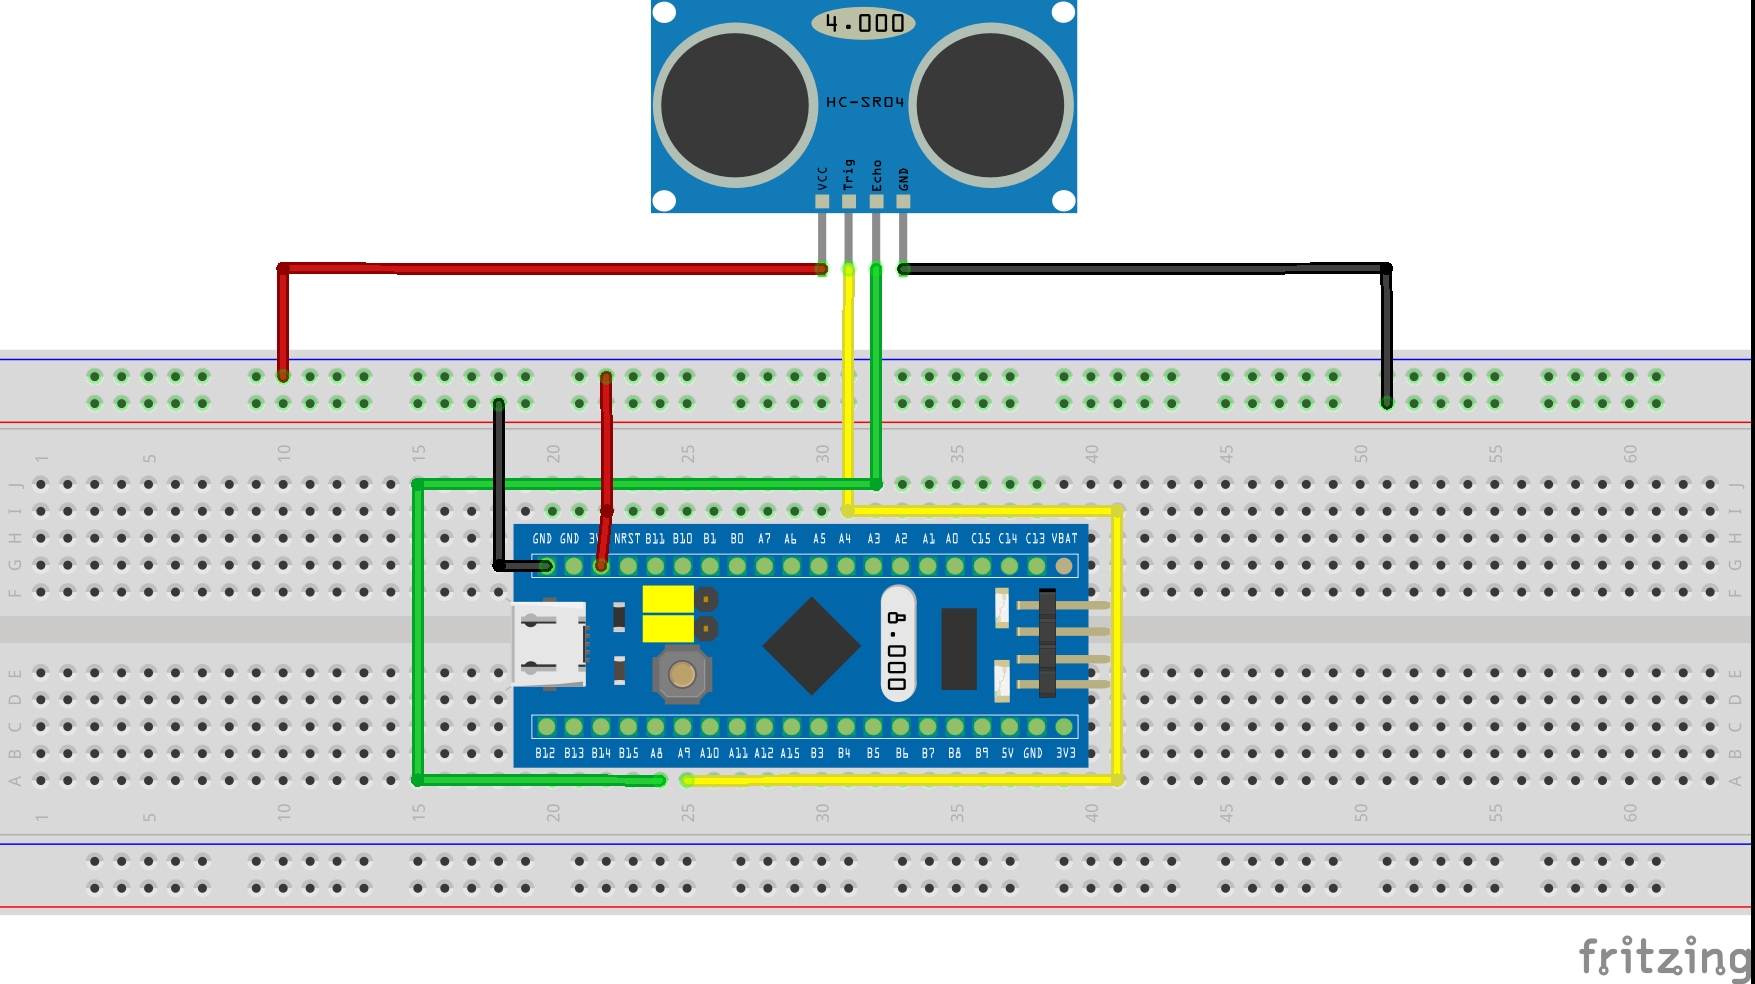 4.000
HC-SR04
VCC Trig Echo GND
1 5 10 15 20 25 30 35 40 45 50 55 60
J J
I I
H H
G G
F F
GND GND 3V NRST B11 B10 B1 B0 A7 A6 A5 A4 A3 A2 A1 A0 C15 C14 C13 VBAT
8.000
E E
D D
C C
B B
A A
B12 B13 B14 B15 A8 A9 A10 A11 A12 A15 B3 B4 B5 B6 B7 B8 B9 5V GND 3V3
1 5 10 15 20 25 30 35 40 45 50 55 60
fritzing